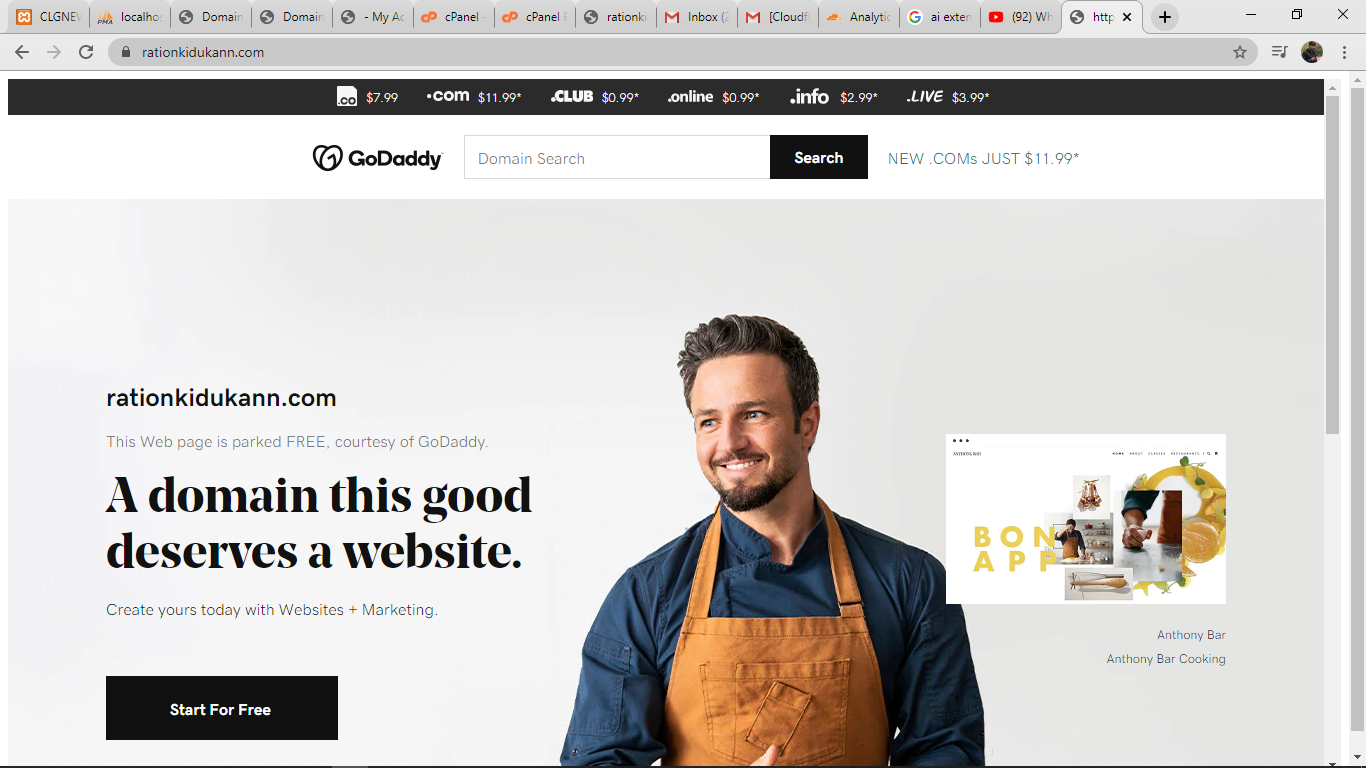 CLGNEW
localhos
Domain
Domain
- My Ac
cPanel -
cPanel F
rationki
Inbox (2
[Cloudfl
Analytic
ai exten
(92) Wh
http
rationkidukann.com
.co $7.99 .com $11.99* .CLUB $0.99* .online $0.99* .info $2.99* .LIVE $3.99*
GoDaddy Domain Search Search NEW .COMs JUST $11.99*
rationkidukann.com
This Web page is parked FREE, courtesy of GoDaddy.
A domain this good
deserves a website.
Create yours today with Websites + Marketing.
Start For Free
ANTHONY BAR HOME ABOUT CLASSES RESTAURANTS
BON
APP
Anthony Bar
Anthony Bar Cooking